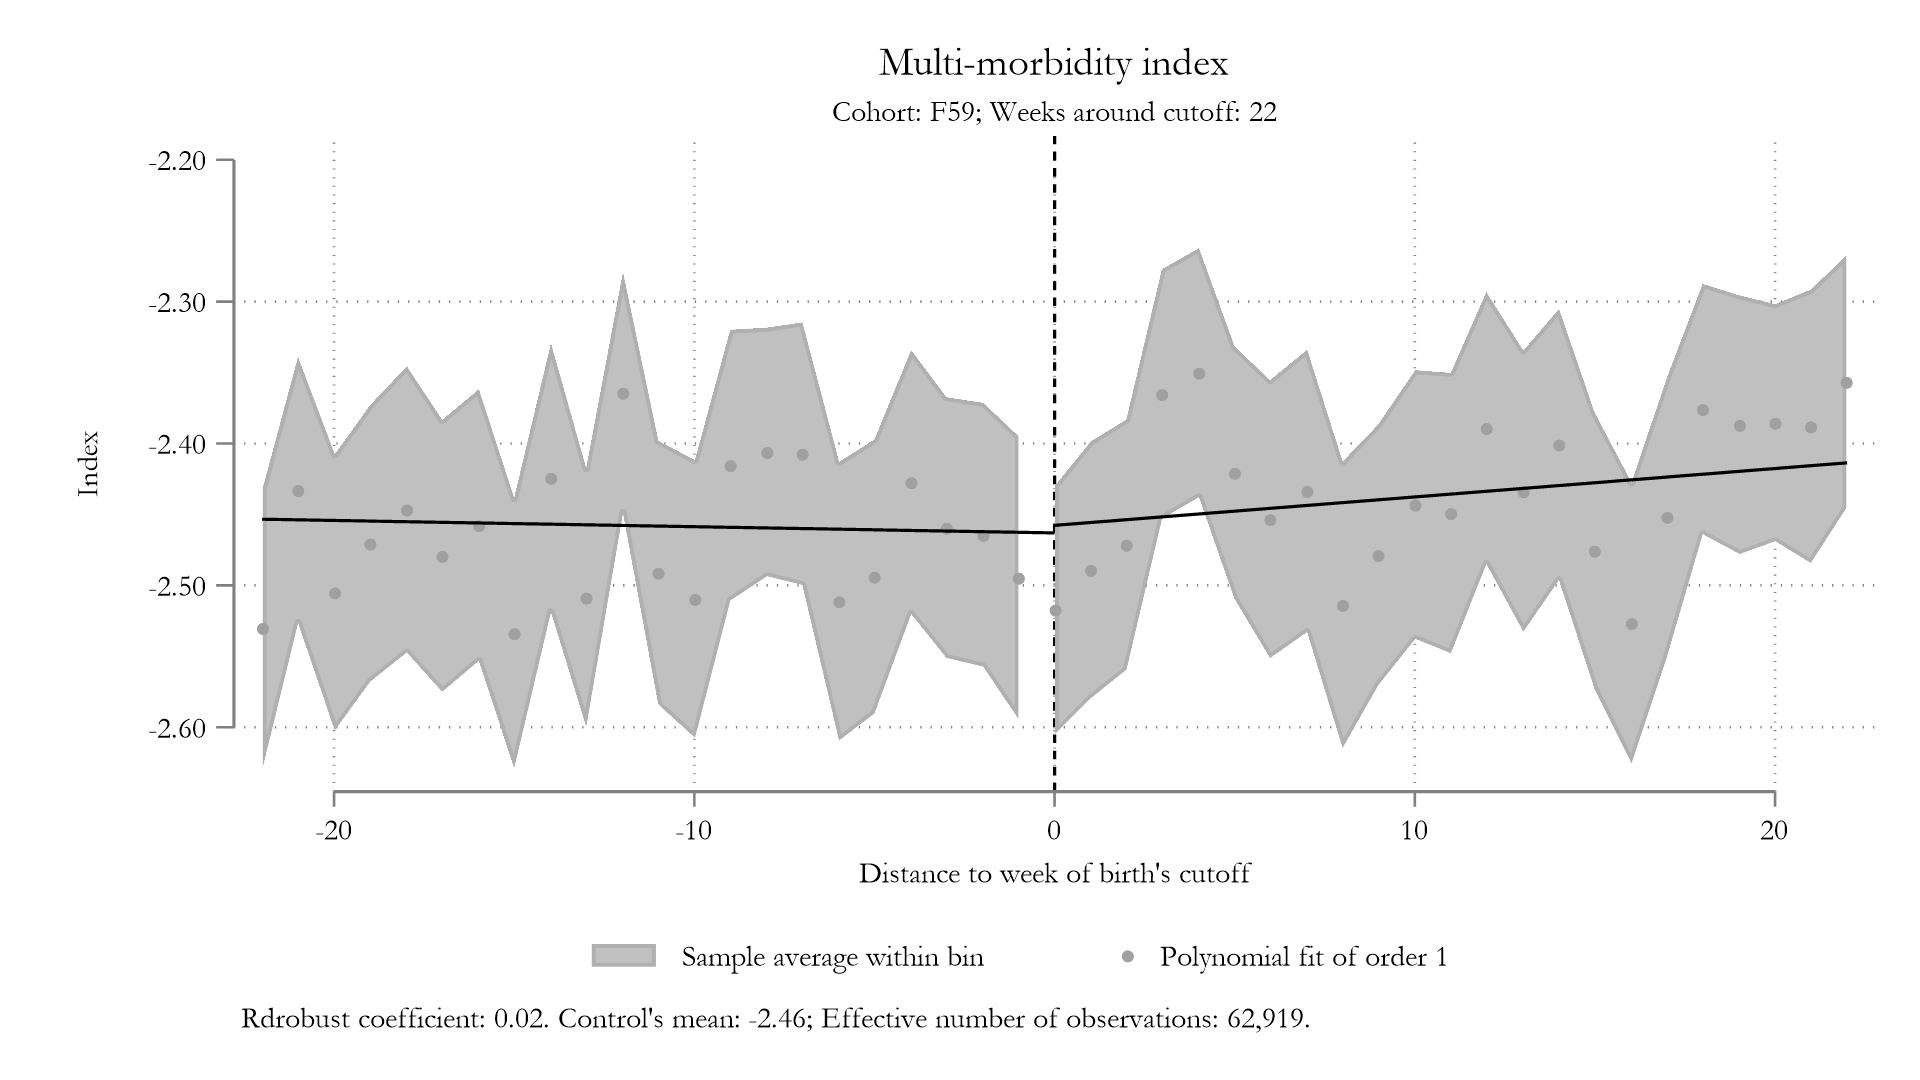 Multi-morbidity index
Cohort: F59; Weeks around cutoff: 22
-2.20
-2.30
-2.40
-2.50
-2.60
Index
-20
-10
0
10
20
Distance to week of birth's cutoff
Sample average within bin
Polynomial fit of order 1
Rdrobust coefficient: 0.02. Control's mean: -2.46; Effective number of observations: 62,919.